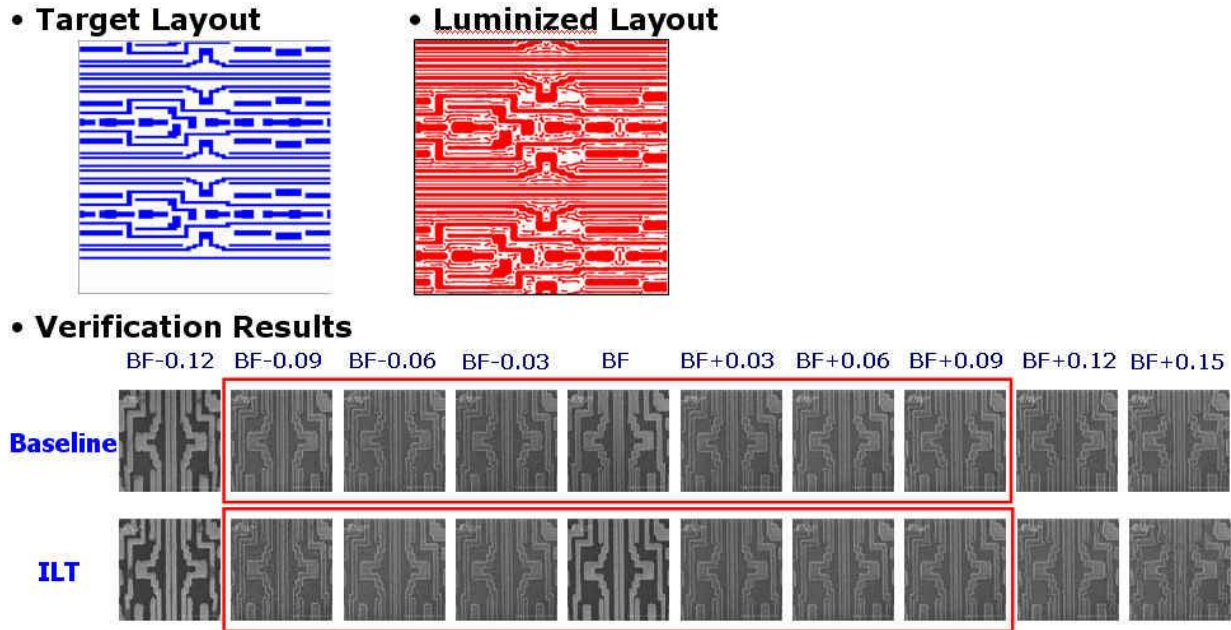 • Target Layout
• Luminized Layout
• Verification Results
BF-0.12 BF-0.09 BF-0.06 BF-0.03 BF BF+0.03 BF+0.06 BF+0.09 BF+0.12 BF+0.15
Baseline
ILT